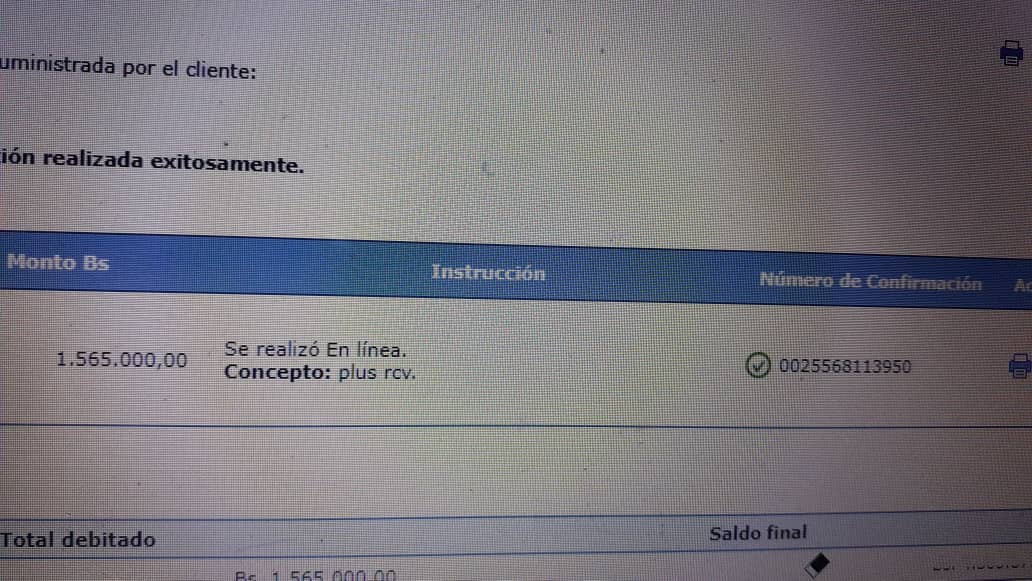 uministrada por el cliente:
ión realizada exitosamente.
Monto Bs Instrucción Número de Confirmación Ac
1.565.000,00 Se realizó En línea. 0025568113950
Concepto: plus rcv.
Total debitado Saldo final
Bs. 1.565.000,00